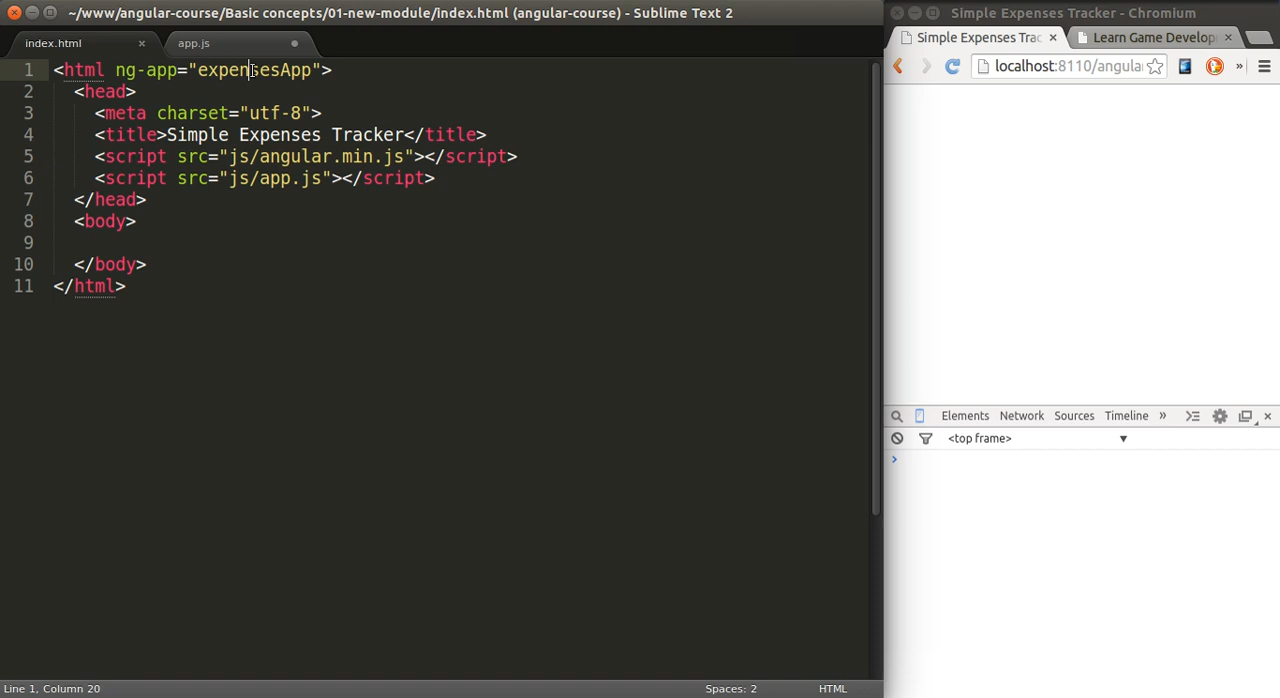 ~/www/angular-course/Basic concepts/01-new-module/index.html (angular-course) - Sublime Text 2
index.html × app.js
1 <html ng-app="expensesApp">
2 <head>
3 <meta charset="utf-8">
4 <title>Simple Expenses Tracker</title>
5 <script src="js/angular.min.js"></script>
6 <script src="js/app.js"></script>
7 </head>
8 <body>
9
10 </body>
11 </html>
Line 1, Column 20 Spaces: 2 HTML
Simple Expenses Tracker - Chromium
Simple Expenses Trac × Learn Game Develop ×
localhost:8110/angula »
Elements Network Sources Timeline » ×
<top frame> ▼
>